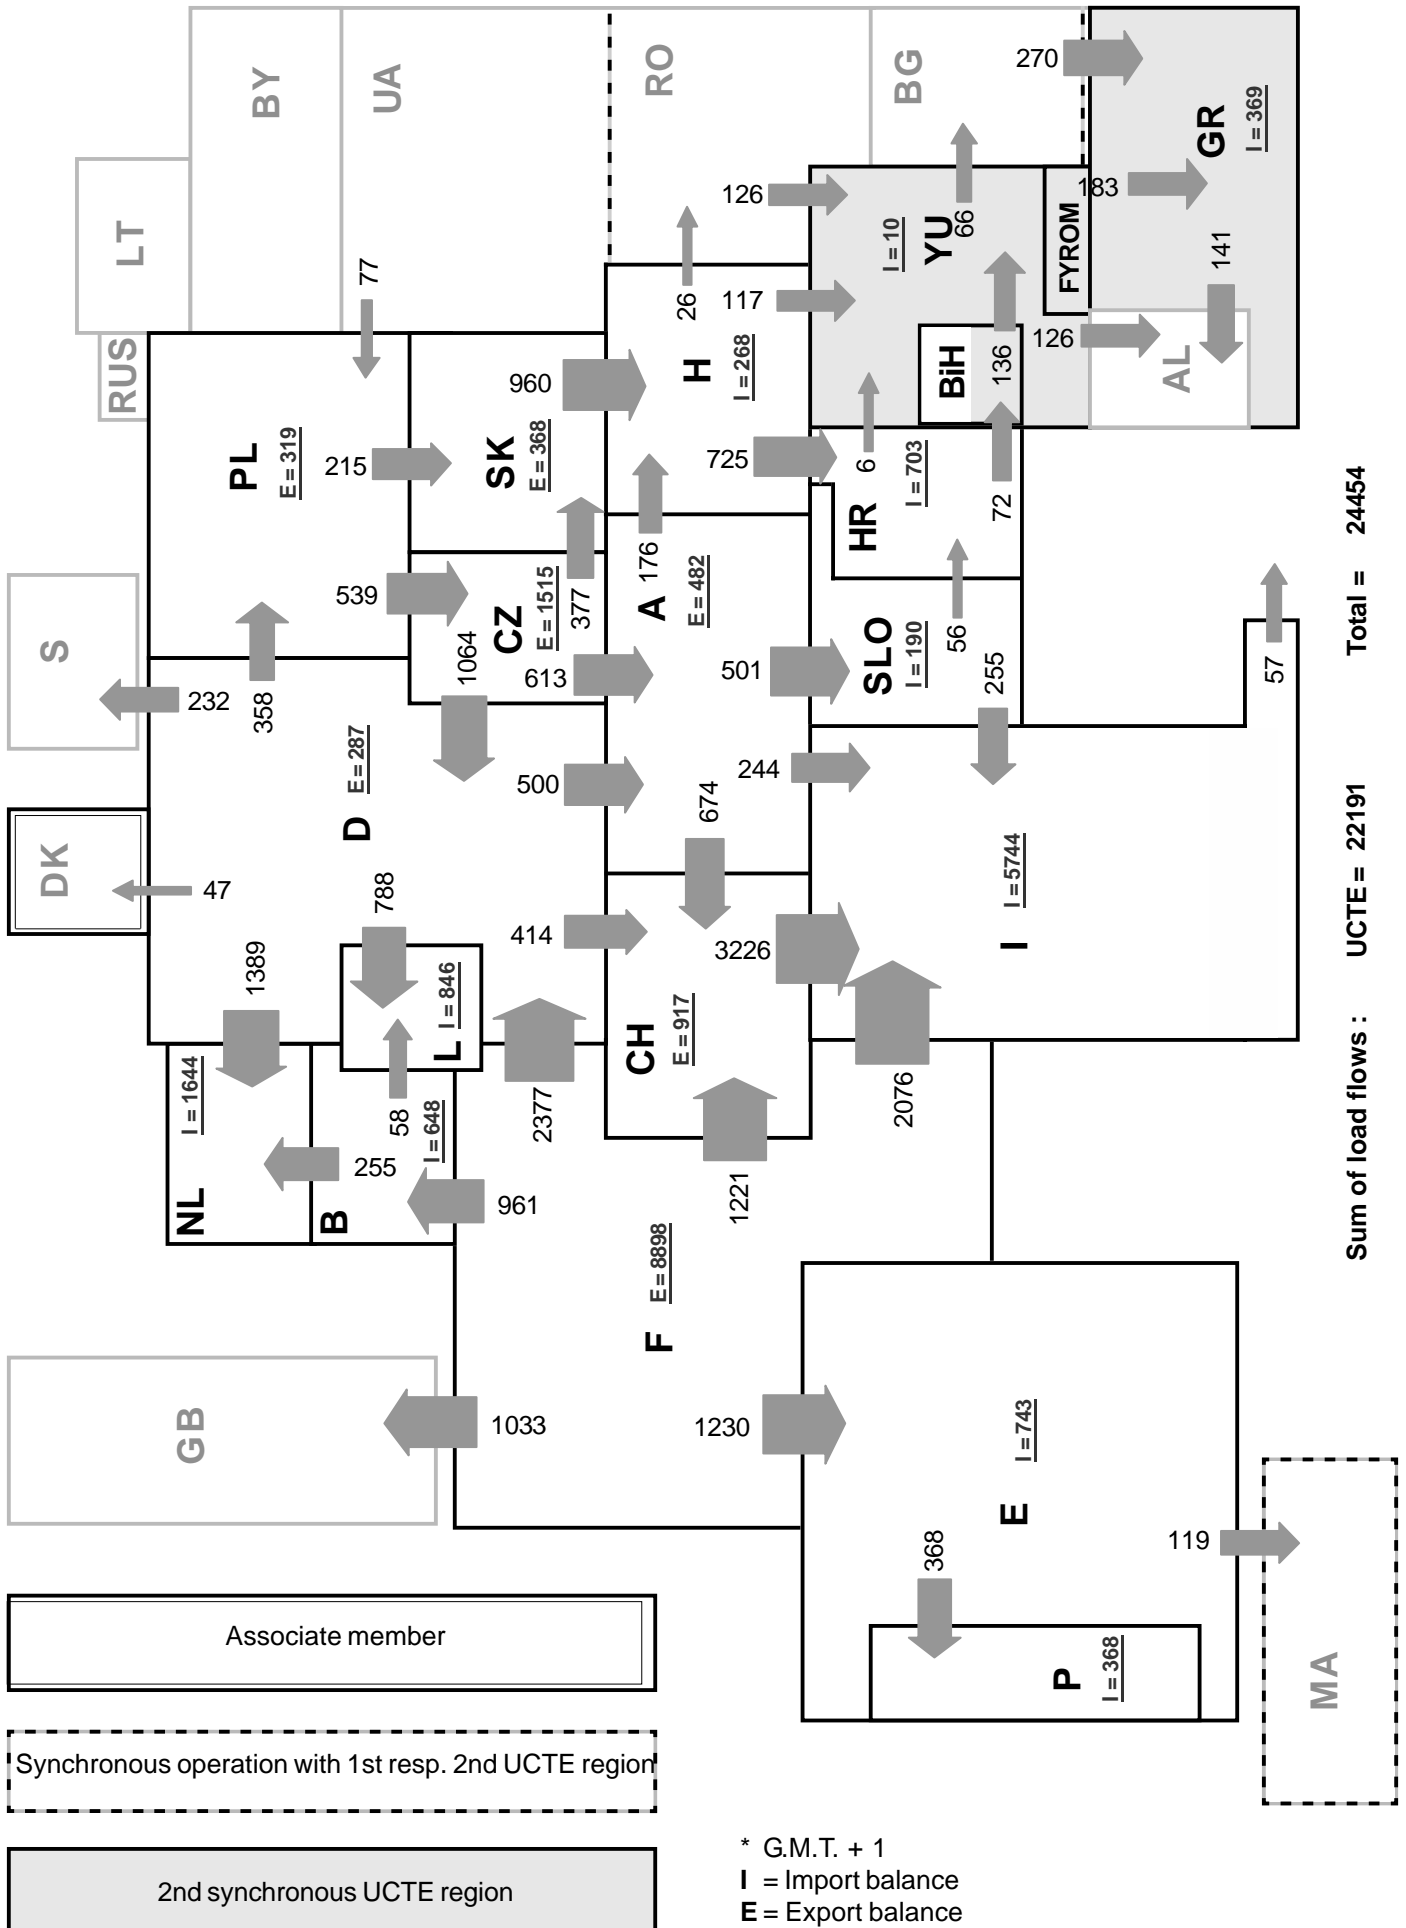 BY
UA
RO
BG
270
GR
I = 369
LT
77
126
26
117
I = 10
YU
66
FYROM
183
141
RUS
PL
E = 319
215
SK
E = 368
960
H
I = 268
725
6
BiH
136
126
AL
S
232
358
539
CZ
E = 1515
377
1064
613
A
176
E = 482
501
HR
I = 703
72
SLO
I = 190
56
255
57
DK
47
D
E = 287
788
500
674
244
1389
414
3226
I
I = 5744
NL
I = 1644
L
I = 846
58
I = 648
255
B
961
2377
CH
E = 917
1221
2076
GB
1033
F
E = 8898
1230
E
I = 743
368
P
I = 368
119
MA
Sum of load flows : UCTE = 22191 Total = 24454
Associate member
Synchronous operation with 1st resp. 2nd UCTE region
2nd synchronous UCTE region
* G.M.T. + 1
I = Import balance
E = Export balance